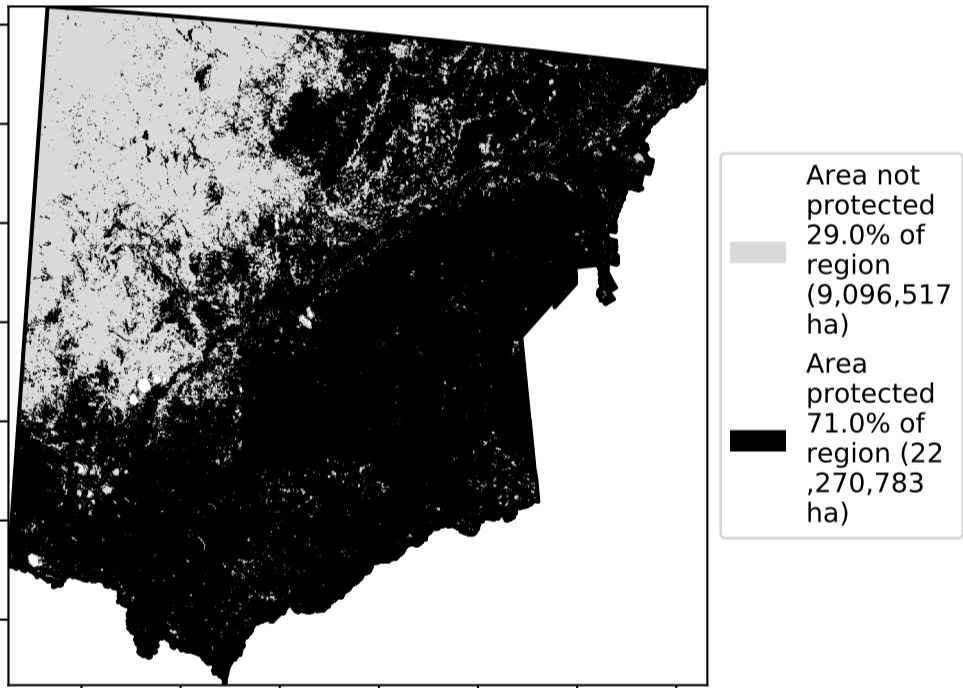 Area not
protected
29.0% of
region
(9,096,517
ha)
Area
protected
71.0% of
region (22
,270,783
ha)